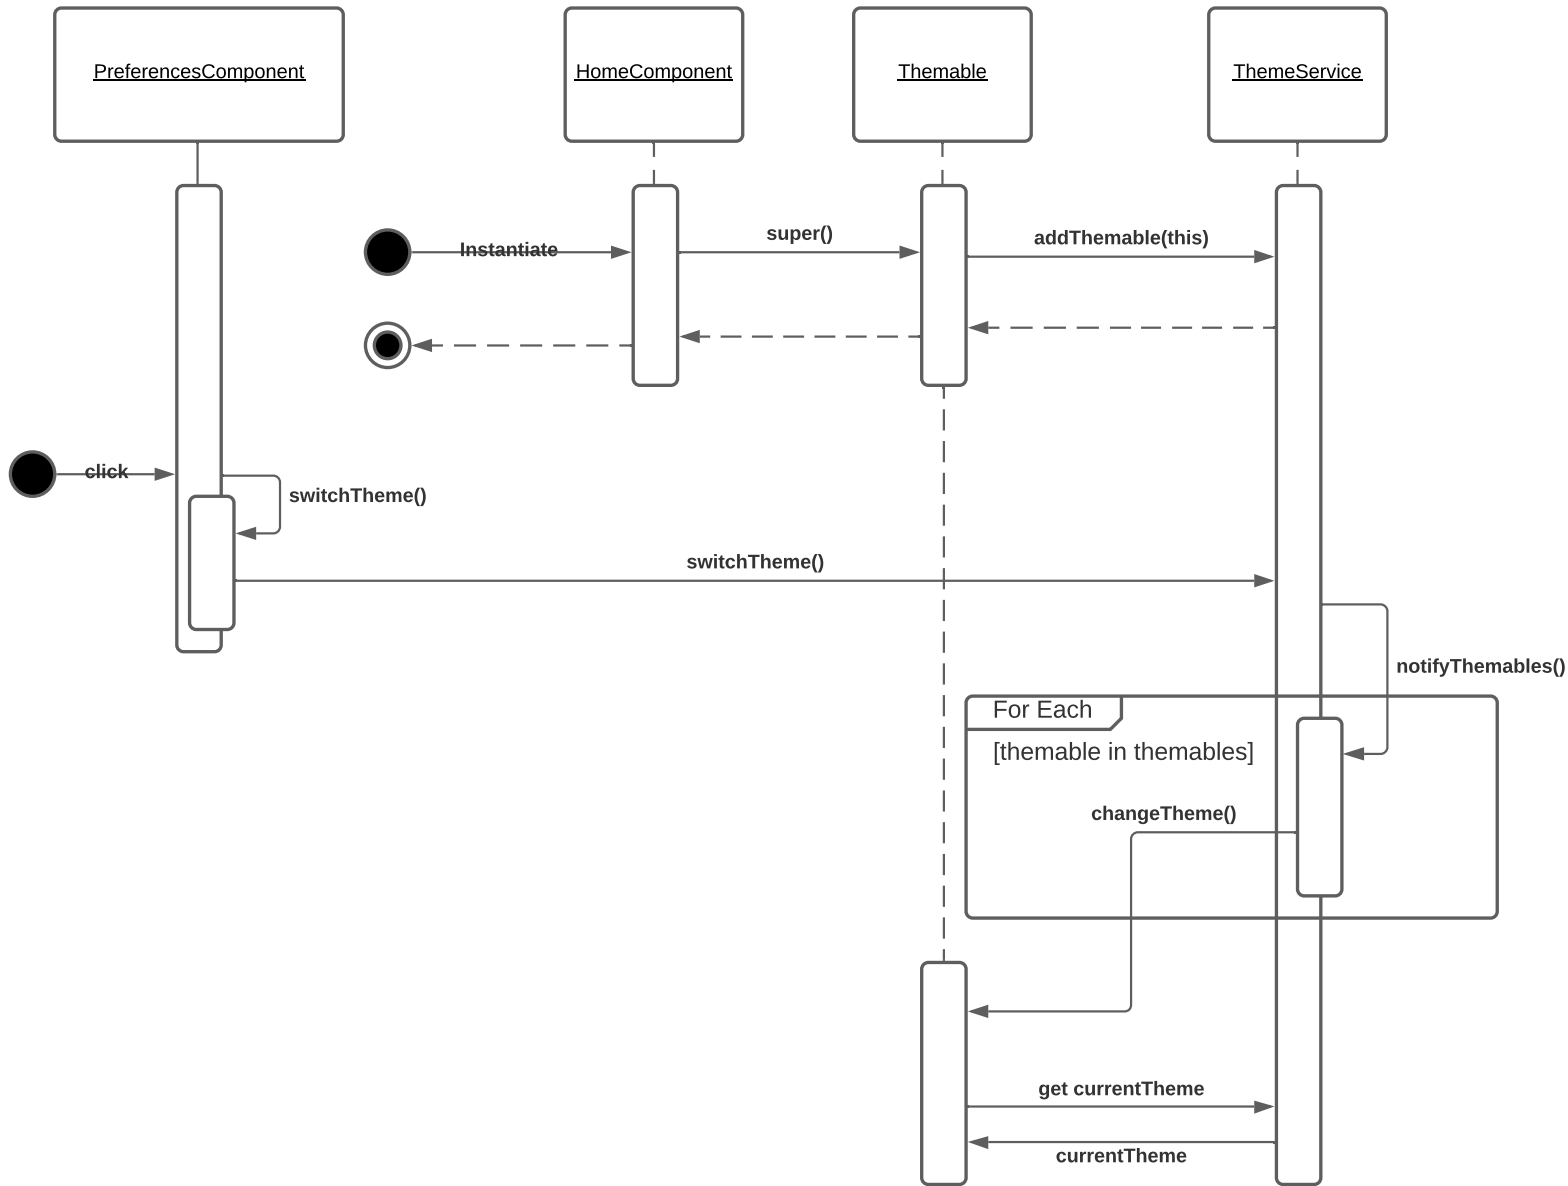 PreferencesComponent
HomeComponent
Themable
ThemeService
Instantiate
super()
addThemable(this)
click
switchTheme()
switchTheme()
notifyThemables()
For Each
[themable in themables]
changeTheme()
get currentTheme
currentTheme